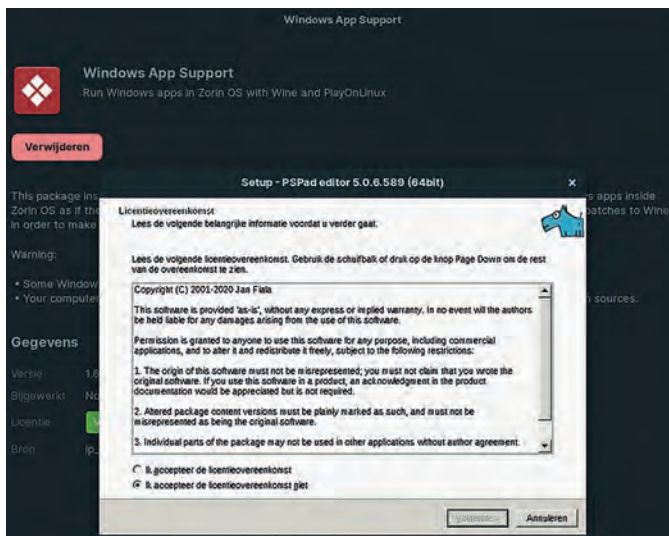 Windows App Support
Windows App Support
Run Windows apps in Zorin OS with Wine and PlayOnLinux
Verwijderen
This package ins
s apps inside
Zorin OS as if the
patches to Wine
in order to make
Warning:
• Some Window
• Your computer
n sources.
Gegevens
Versie 1.6
Bijgewerkt No
Licentie V
Bron ip_
Setup - PSPad editor 5.0.6.589 (64bit) ×
Licentieovereenkomst
Lees de volgende belangrijke informatie voordat u verder gaat.
Lees de volgende licentieovereenkomst. Gebruik de schuifbalk of druk op de knop Page Down om de rest
van de overeenkomst te zien.
Copyright (C) 2001-2020 Jan Fiala
This software is provided 'as-is', without any express or implied warranty. In no event will the authors
be held liable for any damages arising from the use of this software.
Permission is granted to anyone to use this software for any purpose, including commercial
applications, and to alter it and redistribute it freely, subject to the following restrictions:
1. The origin of this software must not be misrepresented; you must not claim that you wrote the
original software. If you use this software in a product, an acknowledgment in the product
documentation would be appreciated but is not required.
2. Altered package content versions must be plainly marked as such, and must not be
misrepresented as being the original software.
3. Individual parts of the package may not be used in other applications without author agreement.
Ik accepteer de licentieovereenkomst
Ik accepteer de licentieovereenkomst niet
Annuleren